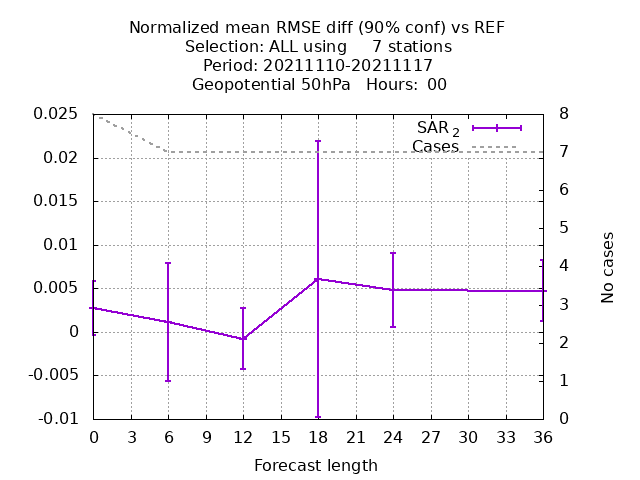 Normalized mean RMSE diff (90% conf) vs REF
Selection: ALL using 7 stations
Period: 20211110-20211117
Geopotential 50hPa Hours: 00
0.025
0.02
0.015
0.01
0.005
0
-0.005
-0.01
8
7
6
5
4
3
2
1
0
SAR 2
Cases
No cases
0 3 6 9 12 15 18 21 24 27 30 33 36
Forecast length